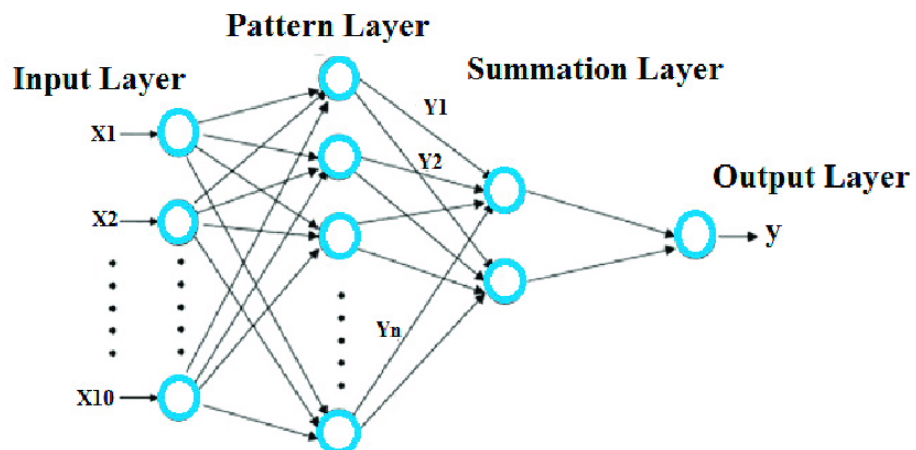 Pattern Layer
Input Layer
Summation Layer
X1
Y1
Y2
Output Layer
X2
y
Yn
X10